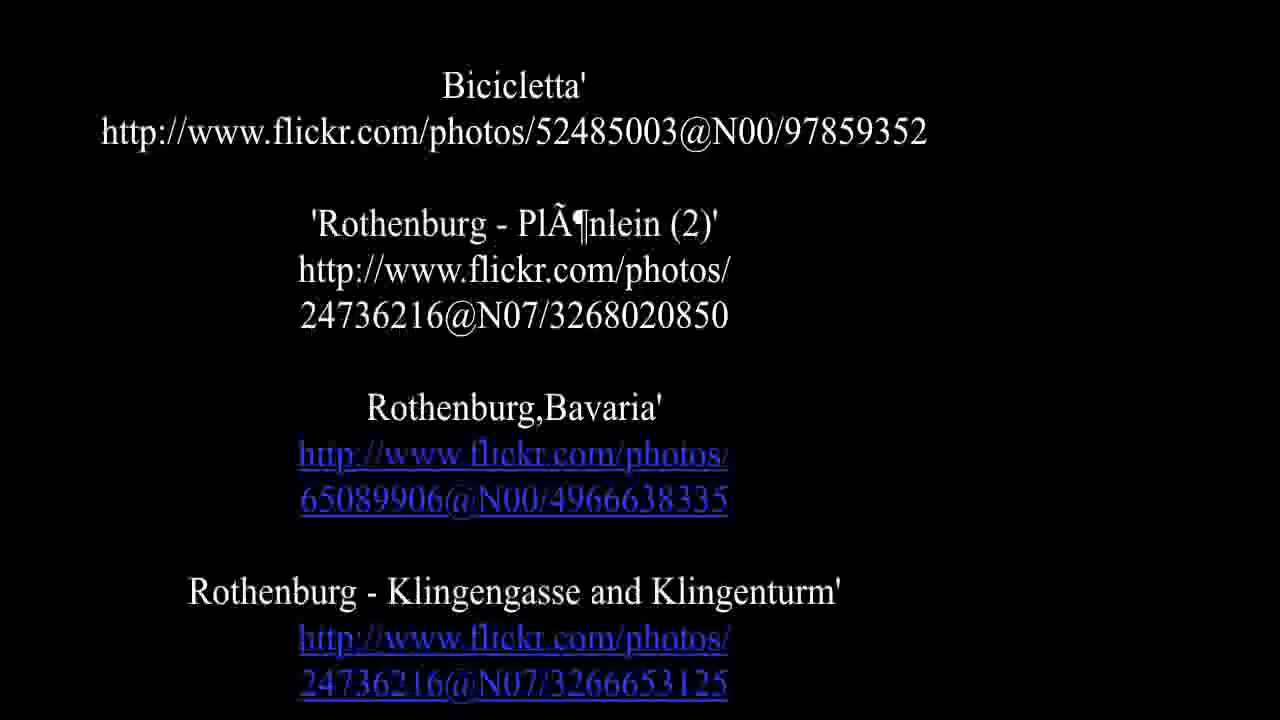 Bicicletta'
http://www.flickr.com/photos/52485003@N00/97859352
'Rothenburg - PlÃ¶nlein (2)'
http://www.flickr.com/photos/
24736216@N07/3268020850
Rothenburg,Bavaria'
http://www.flickr.com/photos/
65089906@N00/4966638335
Rothenburg - Klingengasse and Klingenturm'
http://www.flickr.com/photos/
24736216@N07/3266653125